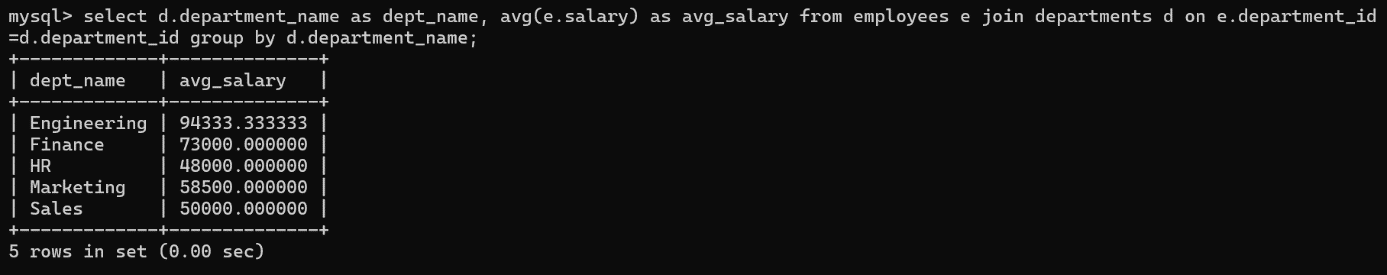 mysql> select d.department_name as dept_name, avg(e.salary) as avg_salary from employees e join departments d on e.department_id
=d.department_id group by d.department_name;
+-------------+--------------+
| dept_name   | avg_salary   |
+-------------+--------------+
| Engineering | 94333.333333 |
| Finance     | 73000.000000 |
| HR          | 48000.000000 |
| Marketing   | 58500.000000 |
| Sales       | 50000.000000 |
+-------------+--------------+
5 rows in set (0.00 sec)